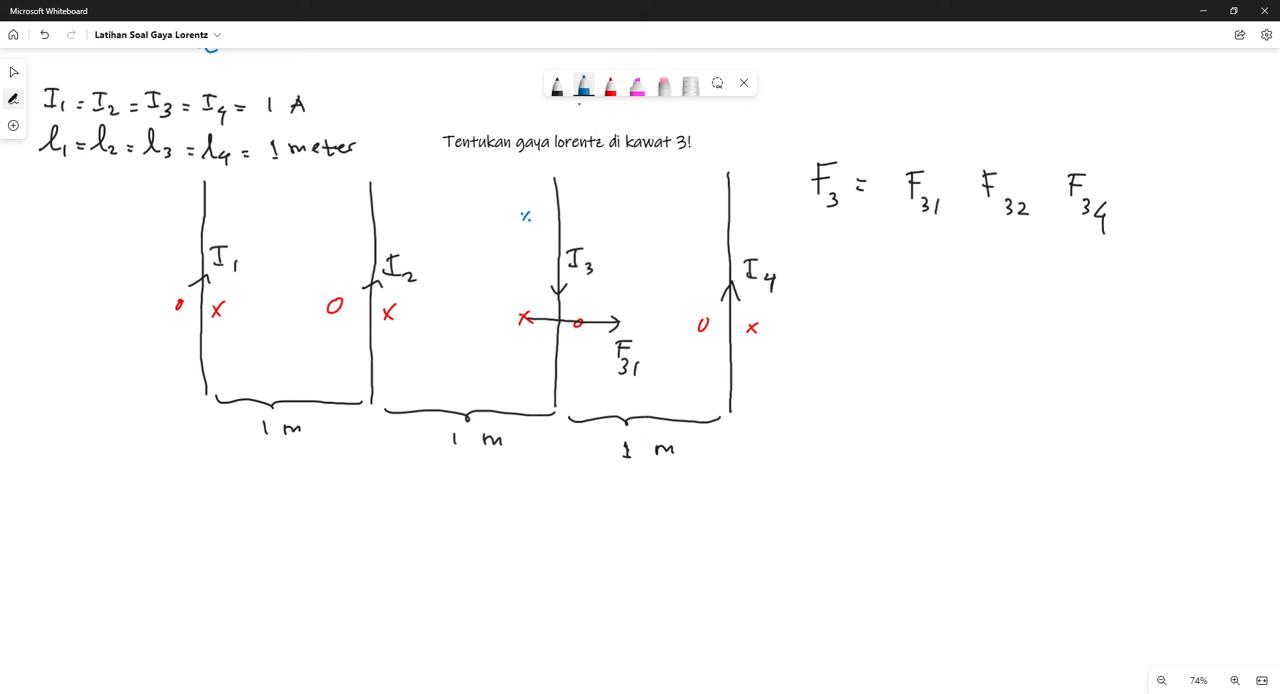 Microsoft Whiteboard
Latihan Soal Gaya Lorentz
I₁ = I₂ = I₃ = I₄ = 1 A
l₁ = l₂ = l₃ = l₄ = 1 meter
Tentukan gaya lorentz di kawat 3!
F₃ = F₃₁ F₃₂ F₃₄
I₁
I₂
I₃
I₄
o x
o x
x o
o x
F₃₁
1 m
1 m
1 m
74%